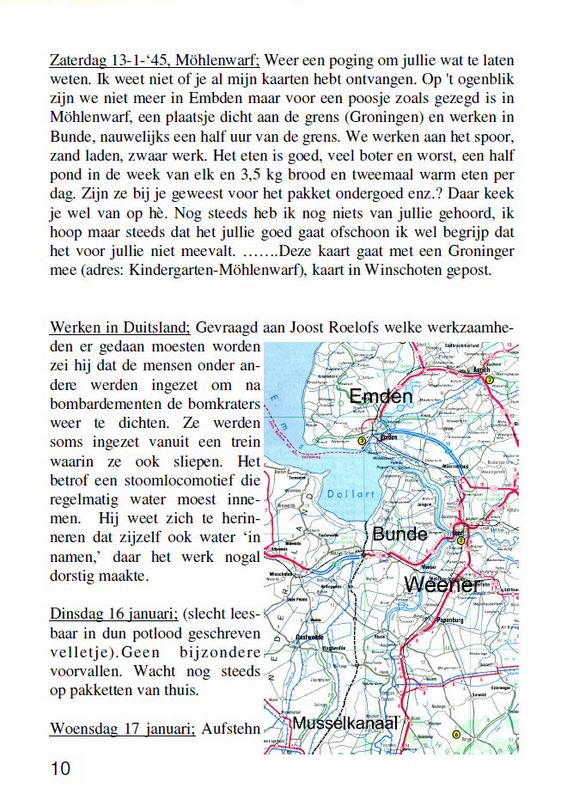 Zaterdag 13-1-‘45, Möhlenwarf; Weer een poging om jullie wat te laten
weten. Ik weet niet of je al mijn kaarten hebt ontvangen. Op 't ogenblik
zijn we niet meer in Embden maar voor een poosje zoals gezegd is in
Möhlenwarf, een plaatsje dicht aan de grens (Groningen) en werken in
Bunde, nauwelijks een half uur van de grens. We werken aan het spoor,
zand laden, zwaar werk. Het eten is goed, veel boter en worst, een half
pond in de week van elk en 3,5 kg brood en tweemaal warm eten per
dag. Zijn ze bij je geweest voor het pakket ondergoed enz.? Daar keek
je wel van op hè. Nog steeds heb ik nog niets van jullie gehoord, ik
hoop maar steeds dat het jullie goed gaat ofschoon ik wel begrijp dat
het voor jullie niet meevalt. …….Deze kaart gaat met een Groninger
mee (adres: Kindergarten-Möhlenwarf), kaart in Winschoten gepost.
Werken in Duitsland; Gevraagd aan Joost Roelofs welke werkzaamhe-
den er gedaan moesten worden
zei hij dat de mensen onder an-
dere werden ingezet om na
bombardementen de bomkraters
weer te dichten. Ze werden
soms ingezet vanuit een trein
waarin ze ook sliepen. Het
betrof een stoomlocomotief die
regelmatig water moest inne-
men. Hij weet zich te herin-
neren dat zijzelf ook water ‘in
namen,’ daar het werk nogal
dorstig maakte.
Dinsdag 16 januari; (slecht lees-
baar in dun potlood geschreven
velletje).Geen bijzondere
voorvallen. Wacht nog steeds
op pakketten van thuis.
Woensdag 17 januari; Aufstehn
Emden
Dollart
Bunde
Weener
Papenburg
Musselkanaal
10